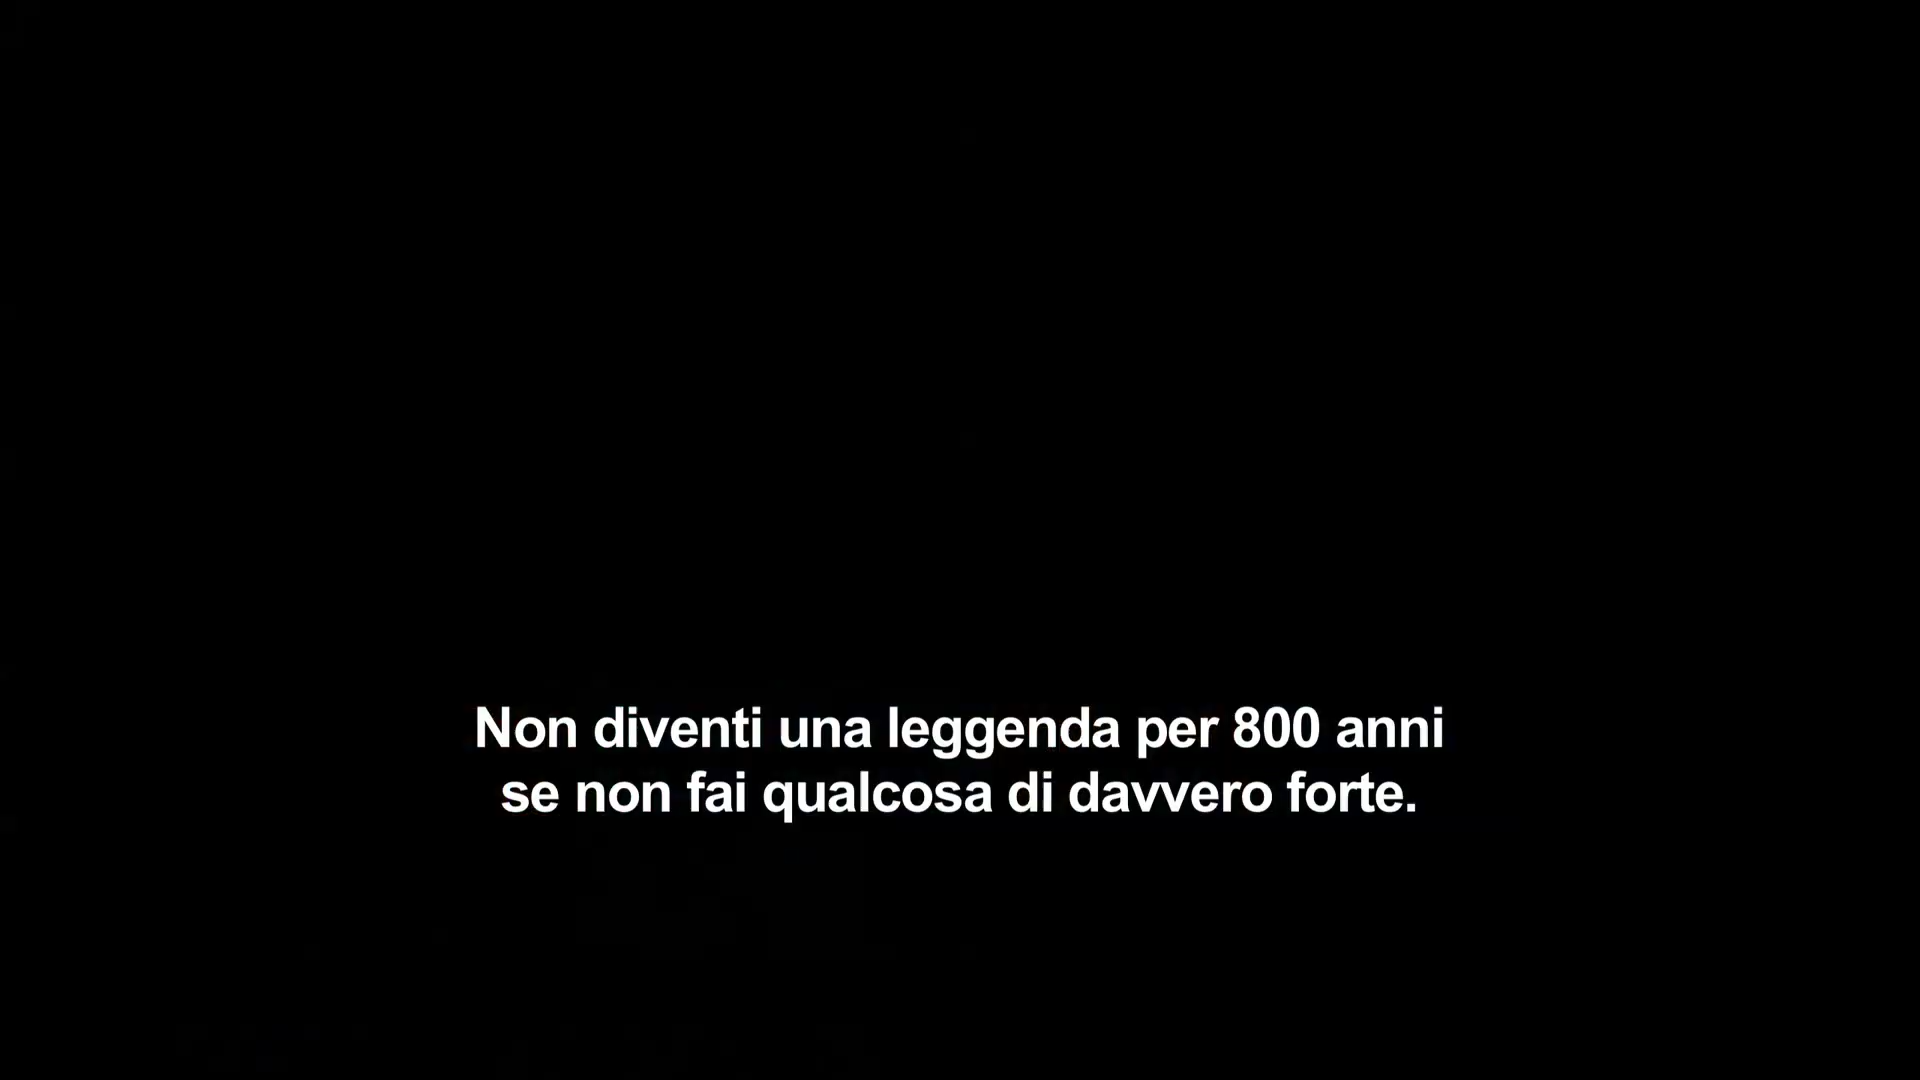 Non diventi una leggenda per 800 anni
se non fai qualcosa di davvero forte.